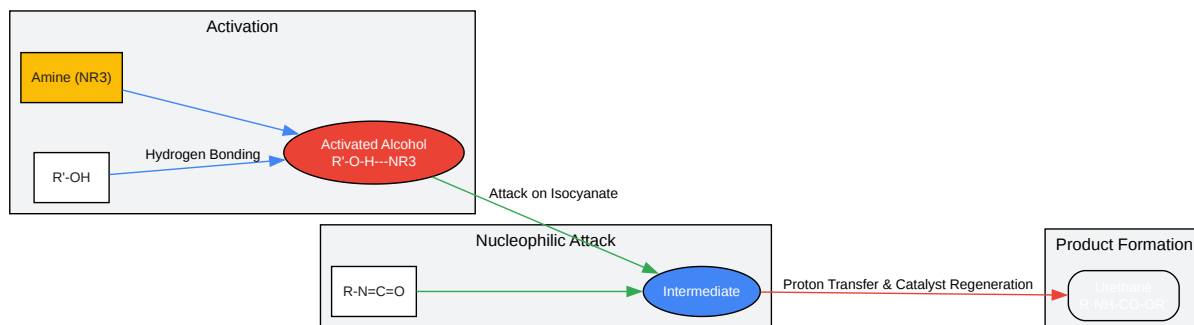 Activation
Amine (NR3)
R'-OH
Hydrogen Bonding
Activated Alcohol
R'-O-H---NR3
Attack on Isocyanate
Nucleophilic Attack
R-N=C=O
Intermediate
Proton Transfer & Catalyst Regeneration
Product Formation
Urethane
R-NH-CO-OR'